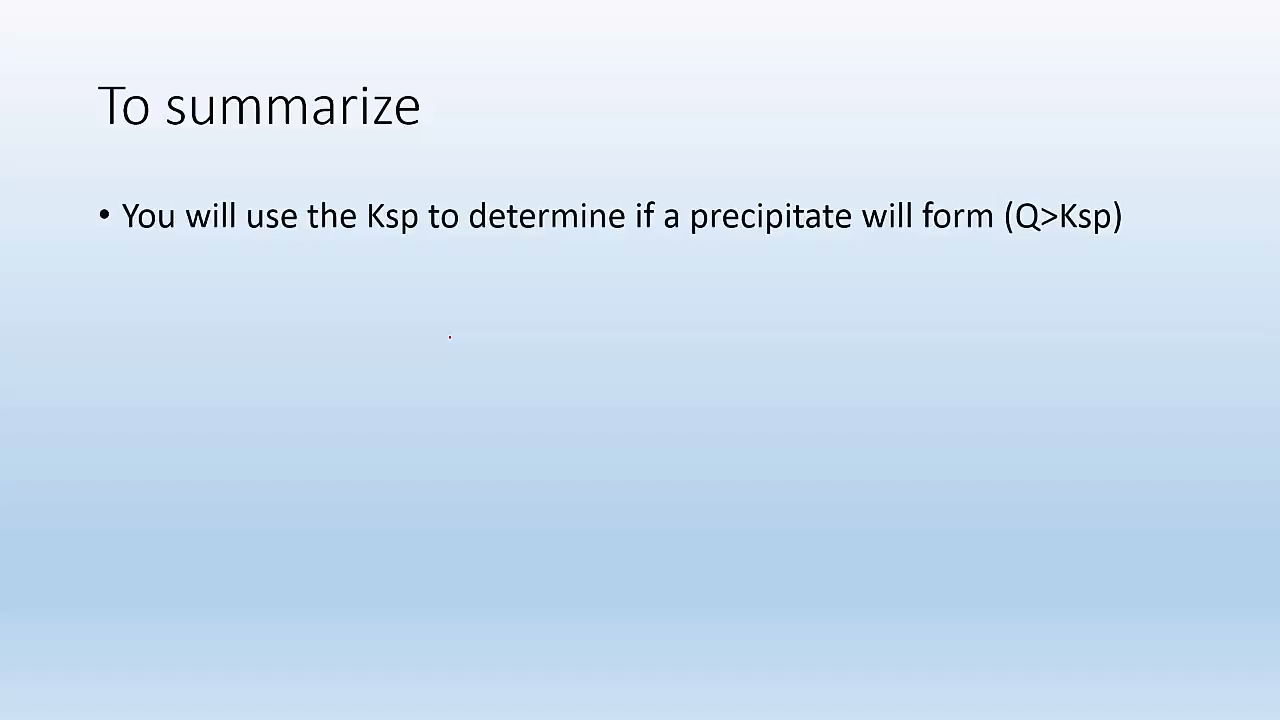 To summarize
• You will use the Ksp to determine if a precipitate will form (Q>Ksp)